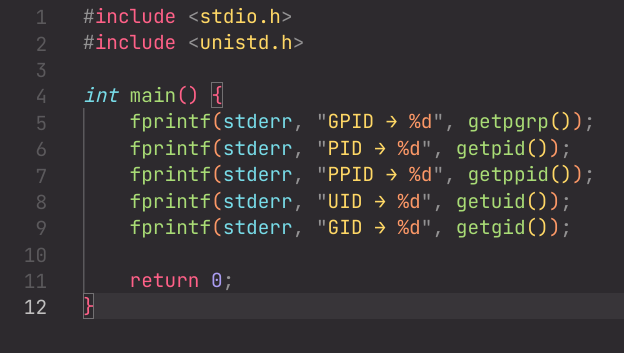 1 #include <stdio.h>
2 #include <unistd.h>
3
4 int main() {
5     fprintf(stderr, "GPID → %d", getpgrp());
6     fprintf(stderr, "PID → %d", getpid());
7     fprintf(stderr, "PPID → %d", getppid());
8     fprintf(stderr, "UID → %d", getuid());
9     fprintf(stderr, "GID → %d", getgid());
10
11     return 0;
12 }